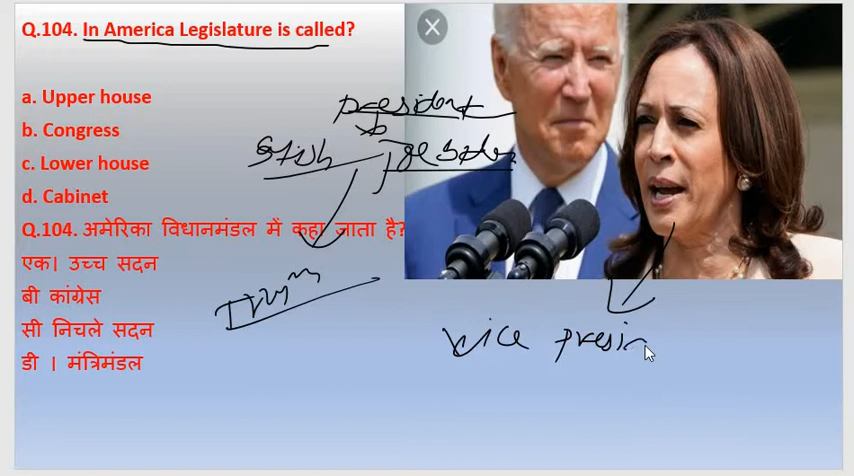 Q.104. In America Legislature is called?
a. Upper house
b. Congress
c. Lower house
d. Cabinet
president
Q.104. अमेरिका विधानमंडल में कहा जाता है?
एक। उच्च सदन
बी कांग्रेस
सी निचले सदन
डी । मंत्रिमंडल
vice presi